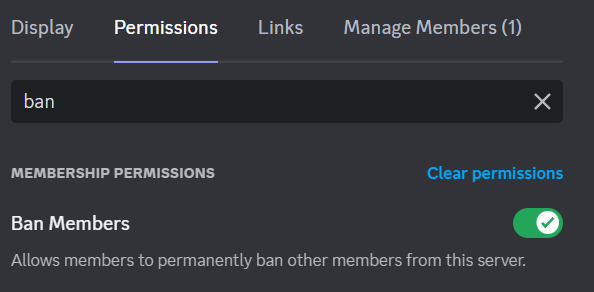 Display Permissions Links Manage Members (1)
ban
MEMBERSHIP PERMISSIONS Clear permissions
Ban Members
Allows members to permanently ban other members from this server.